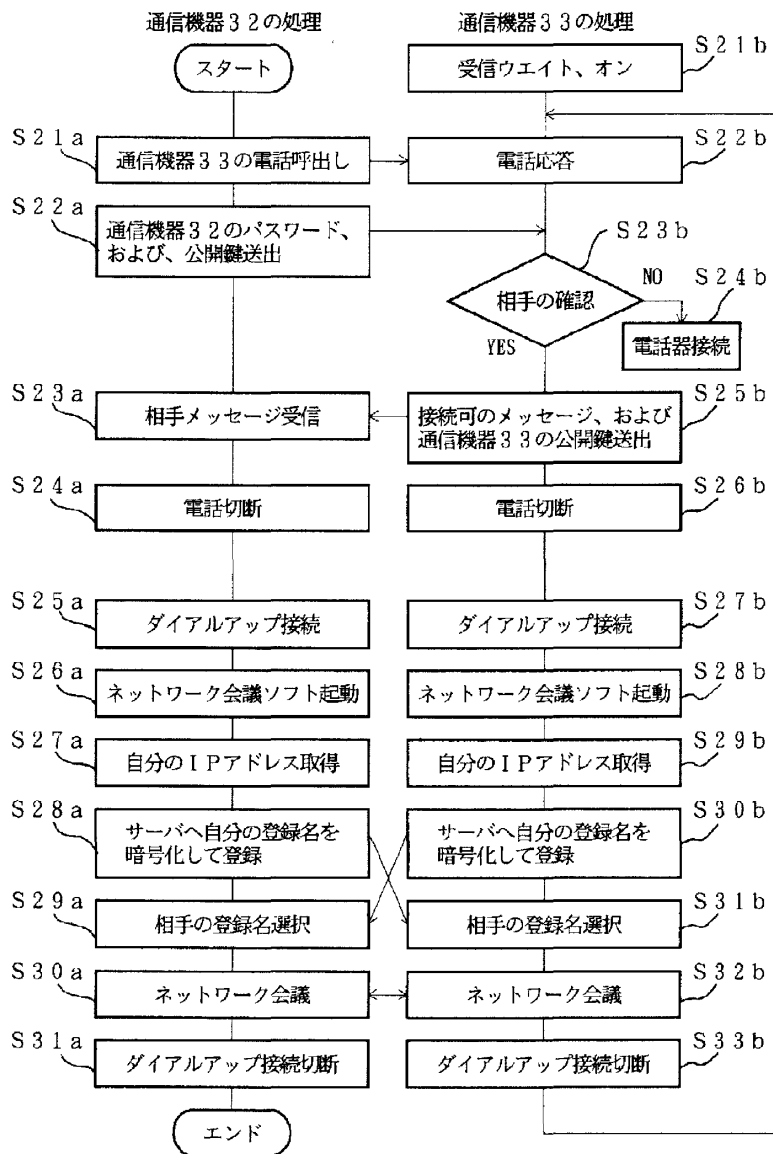 通信機器３２の処理
通信機器３３の処理
スタート
受信ウエイト、オン
Ｓ２１ｂ
Ｓ２１ａ
通信機器３３の電話呼出し
電話応答
Ｓ２２ｂ
Ｓ２２ａ
通信機器３２のパスワード、
および、公開鍵送出
Ｓ２３ｂ
相手の確認
NO
Ｓ２４ｂ
電話器接続
YES
Ｓ２３ａ
相手メッセージ受信
接続可のメッセージ、および
通信機器３３の公開鍵送出
Ｓ２５ｂ
Ｓ２４ａ
電話切断
電話切断
Ｓ２６ｂ
Ｓ２５ａ
ダイアルアップ接続
ダイアルアップ接続
Ｓ２７ｂ
Ｓ２６ａ
ネットワーク会議ソフト起動
ネットワーク会議ソフト起動
Ｓ２８ｂ
Ｓ２７ａ
自分のＩＰアドレス取得
自分のＩＰアドレス取得
Ｓ２９ｂ
Ｓ２８ａ
サーバへ自分の登録名を
暗号化して登録
サーバへ自分の登録名を
暗号化して登録
Ｓ３０ｂ
Ｓ２９ａ
相手の登録名選択
相手の登録名選択
Ｓ３１ｂ
Ｓ３０ａ
ネットワーク会議
ネットワーク会議
Ｓ３２ｂ
Ｓ３１ａ
ダイアルアップ接続切断
ダイアルアップ接続切断
Ｓ３３ｂ
エンド